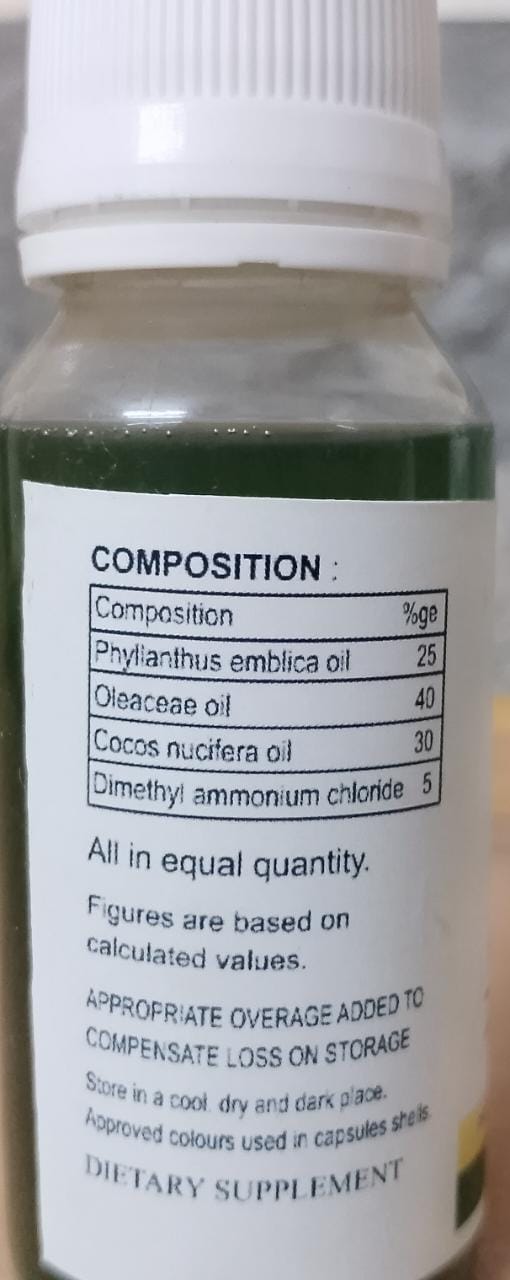 COMPOSITION :
Composition %ge
Phyllanthus emblica oil 25
Oleaceae oil 40
Cocos nucifera oil 30
Dimethyl ammonium chloride 5
All in equal quantity.
Figures are based on
calculated values.
APPROPRIATE OVERAGE ADDED TO
COMPENSATE LOSS ON STORAGE
Store in a cool. dry and dark place.
Approved colours used in capsules shells.
DIETARY SUPPLEMENT